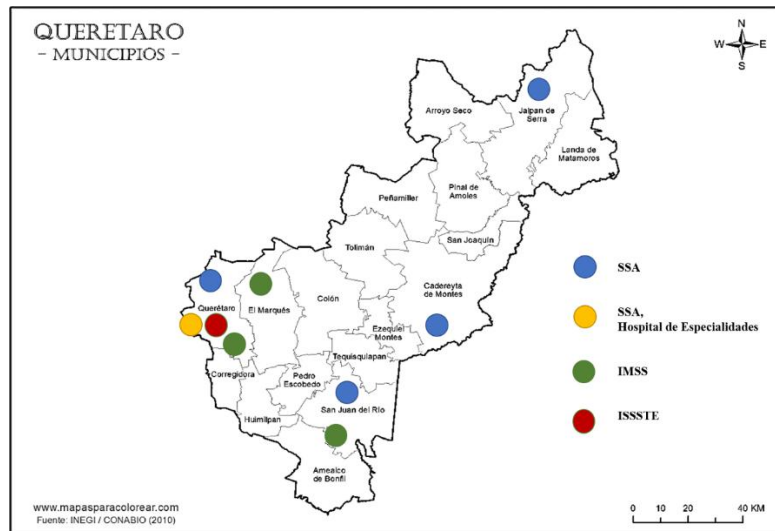 QUERETARO
- MUNICIPIOS -
N
W
E
S
Arroyo Seco
Jalpan de
Serra
Landa de
Matamoros
Pinal de
Amoles
Peñamiller
San Joaquín
Tolimán
Cadereyta
de Montes
Querétaro
El Marqués
Colón
Ezequiel
Montes
Tequisquiapan
Corregidora
Pedro
Escobedo
San Juan del Río
Huimilpan
Amealco
de Bonfil
SSA
SSA,
Hospital de Especialidades
IMSS
ISSSTE
www.mapasparacolorear.com
Fuente: INEGI / CONABIO (2010)
0 10 20 40 KM